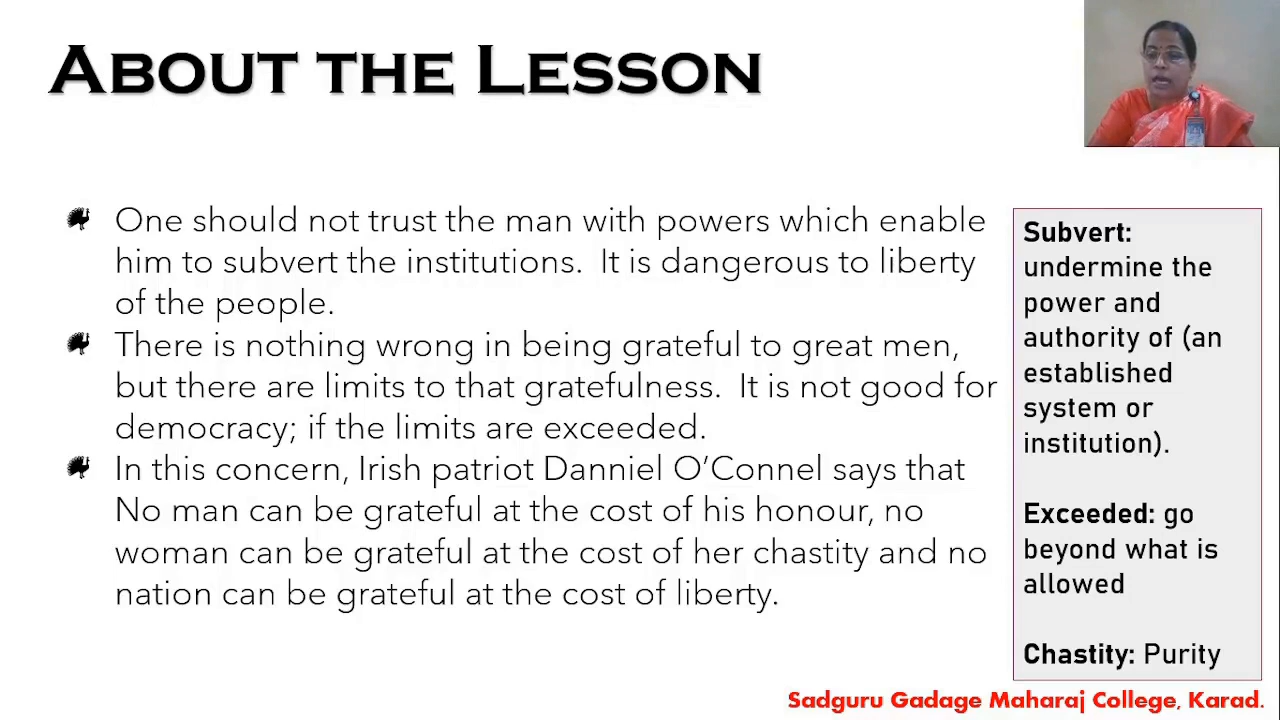 ABOUT THE LESSON
One should not trust the man with powers which enable
him to subvert the institutions. It is dangerous to liberty
of the people.
There is nothing wrong in being grateful to great men,
but there are limits to that gratefulness. It is not good for
democracy; if the limits are exceeded.
In this concern, Irish patriot Danniel O'Connel says that
No man can be grateful at the cost of his honour, no
woman can be grateful at the cost of her chastity and no
nation can be grateful at the cost of liberty.
Subvert:
undermine the
power and
authority of (an
established
system or
institution).
Exceeded: go
beyond what is
allowed
Chastity: Purity
Sadguru Gadage Maharaj College, Karad.